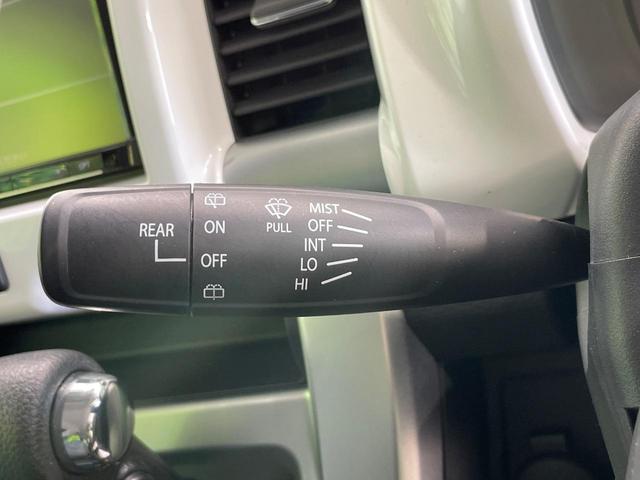 REAR
ON
OFF
PULL
MIST
OFF
INT
LO
HI